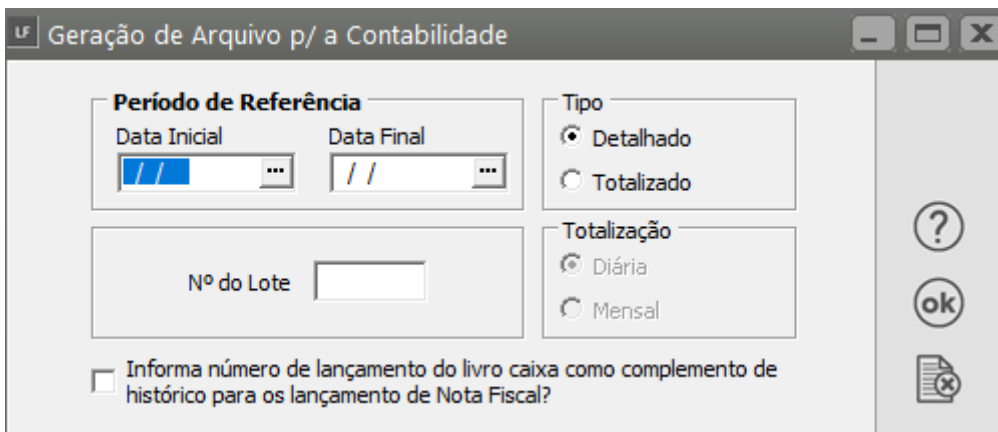 LF Geração de Arquivo p/ a Contabilidade
Período de Referência
Data Inicial Data Final
/ / ... / / ...
Tipo
Detalhado
Totalizado
Nº do Lote
Totalização
Diária
Mensal
Informa número de lançamento do livro caixa como complemento de
histórico para os lançamento de Nota Fiscal?
?
ok